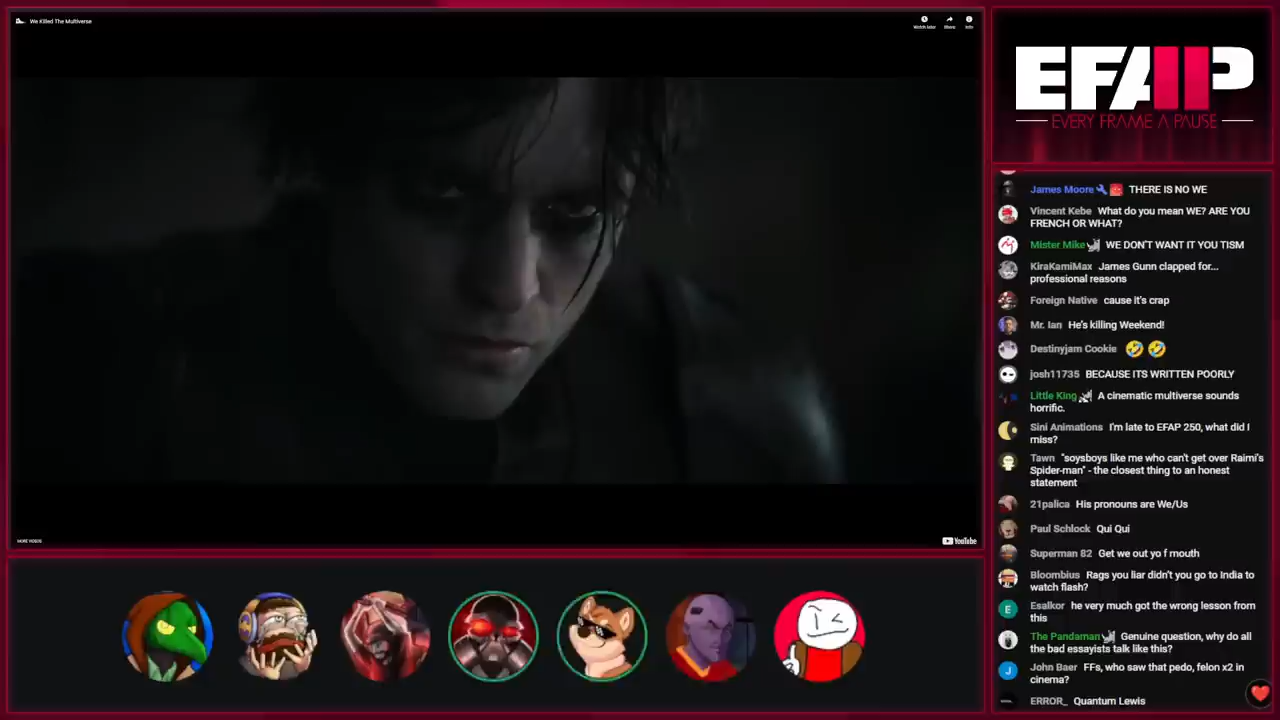 We Killed The Multiverse
Watch later
Share
Info
MORE VIDEOS
YouTube
EFAP
EVERY FRAME A PAUSE
James Moore THERE IS NO WE
Vincent Kebe What do you mean WE? ARE YOU
FRENCH OR WHAT?
Mister Mike WE DON'T WANT IT YOU TISM
KiraKamiMax James Gunn clapped for...
professional reasons
Foreign Native cause it's crap
Mr. Ian He's killing Weekend!
Destinyjam Cookie 🤣 🤣
josh11735 BECAUSE ITS WRITTEN POORLY
Little King A cinematic multiverse sounds
horrific.
Sini Animations I'm late to EFAP 250, what did I
miss?
Tawn "soysboys like me who can't get over Raimi's
Spider-man" - the closest thing to an honest
statement
21palica His pronouns are We/Us
Paul Schlock Qui Qui
Superman 82 Get we out yo f mouth
Bloombius Rags you liar didn't you go to India to
watch flash?
E
Esalkor he very much got the wrong lesson from
this
The Pandaman Genuine question, why do all
the bad essayists talk like this?
J
John Baer FFs, who saw that pedo, felon x2 in
cinema?
ERROR_ Quantum Lewis